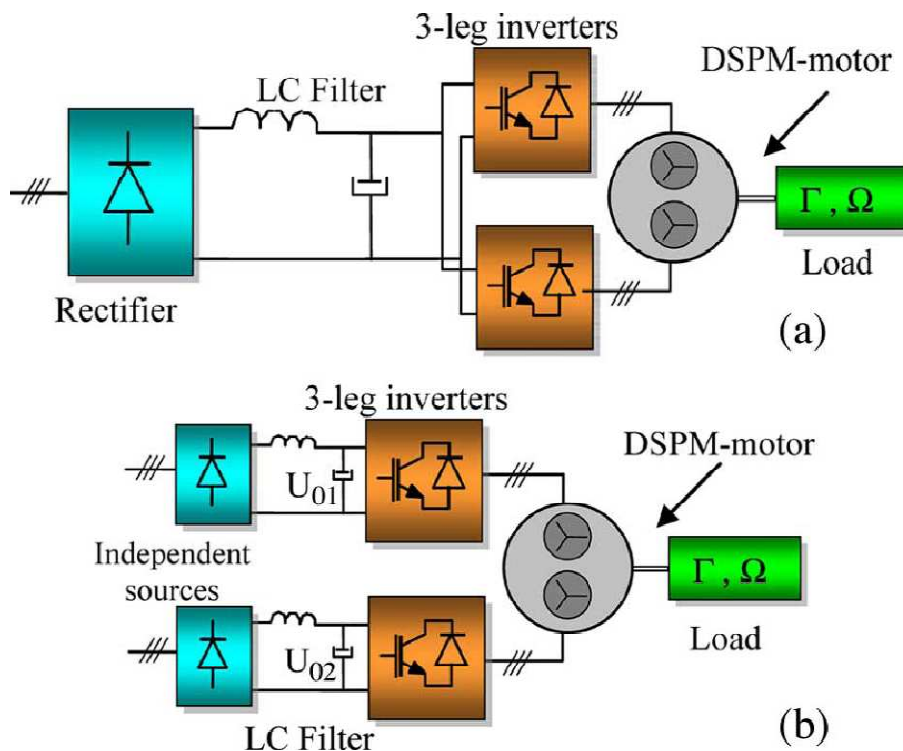 3-leg inverters
DSPM-motor
LC Filter
Γ , Ω
Load
Rectifier
(a)
3-leg inverters
DSPM-motor
U01
Independent
sources
Γ , Ω
Load
U02
LC Filter
(b)